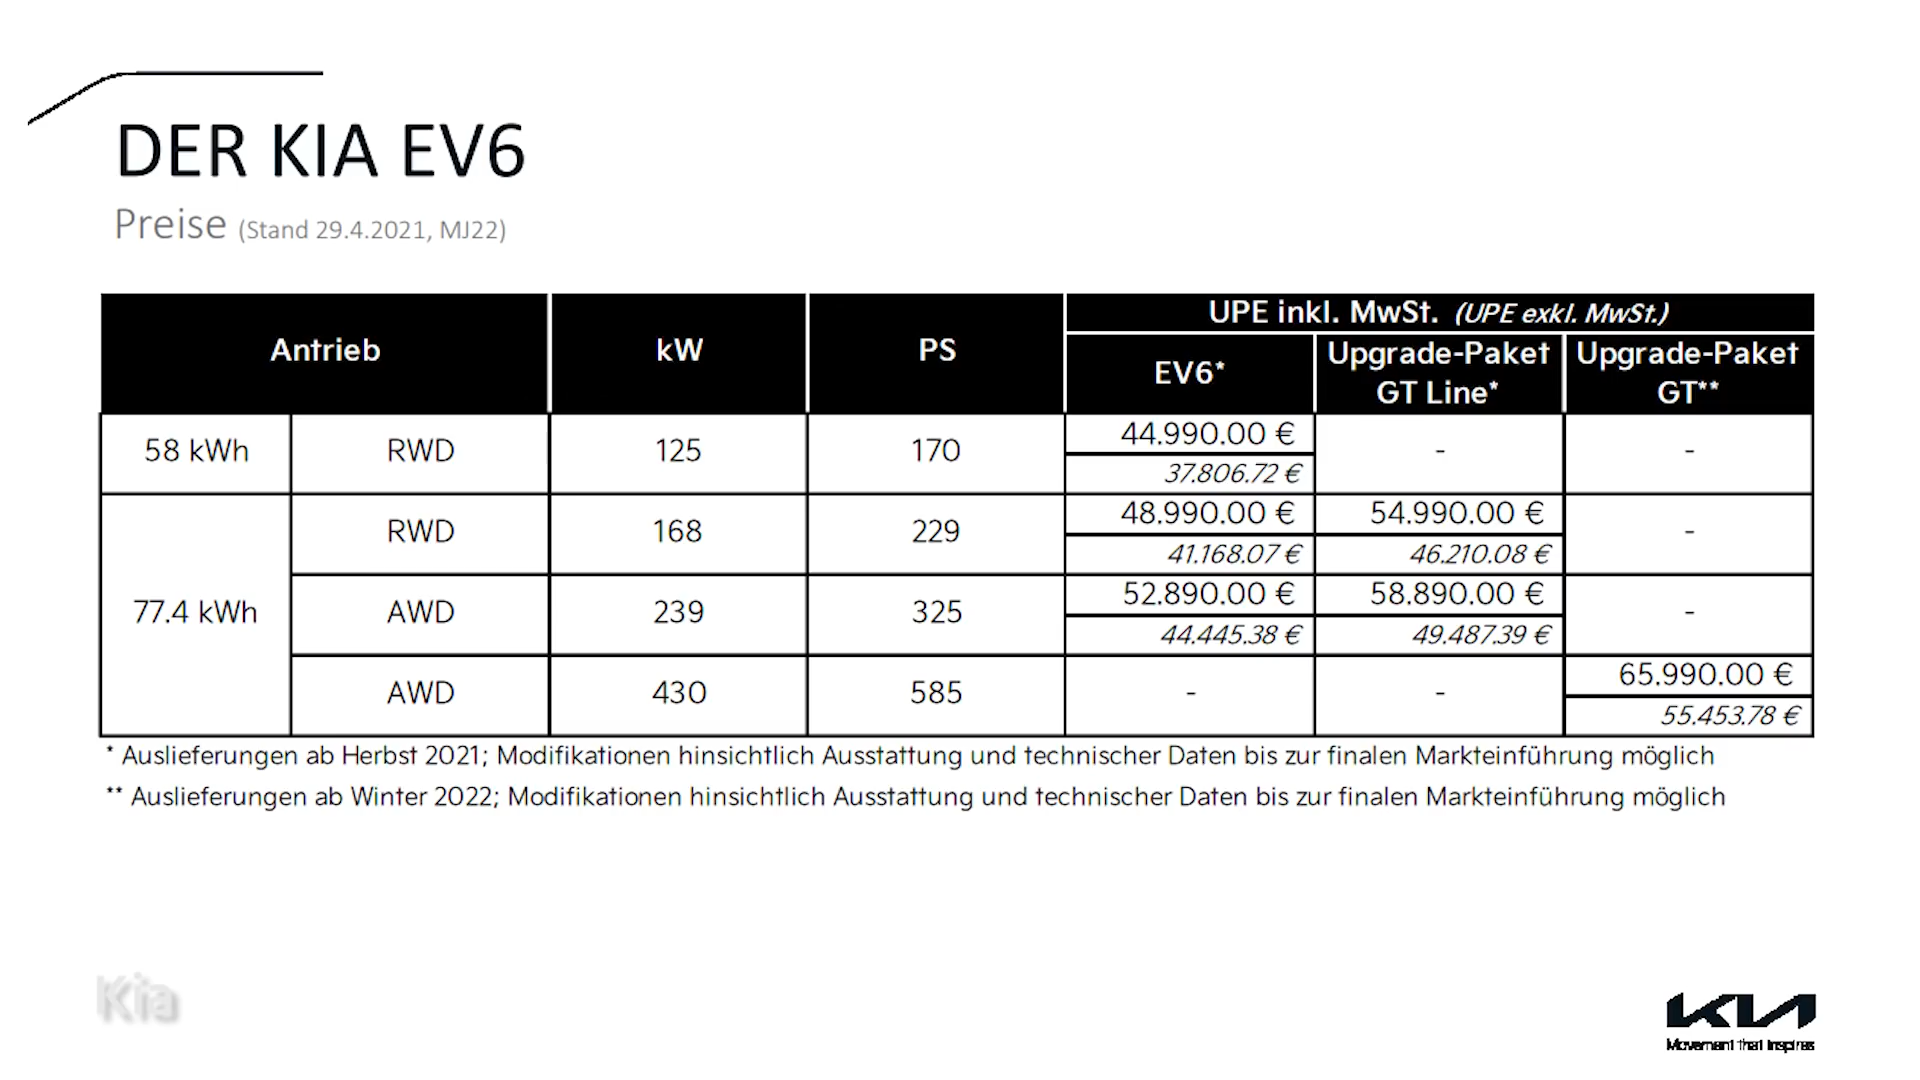 DER KIA EV6
Preise (Stand 29.4.2021, MJ22)
Antrieb kW PS UPE inkl. MwSt. (UPE exkl. MwSt.)
EV6* Upgrade-Paket GT Line* Upgrade-Paket GT**
58 kWh RWD 125 170 44.990.00 € - -
37.806.72 €
77.4 kWh RWD 168 229 48.990.00 € 54.990.00 € -
41.168.07 € 46.210.08 €
AWD 239 325 52.890.00 € 58.890.00 € -
44.445.38 € 49.487.39 €
AWD 430 585 - - 65.990.00 €
55.453.78 €
* Auslieferungen ab Herbst 2021; Modifikationen hinsichtlich Ausstattung und technischer Daten bis zur finalen Markteinführung möglich
** Auslieferungen ab Winter 2022; Modifikationen hinsichtlich Ausstattung und technischer Daten bis zur finalen Markteinführung möglich
Kia
KIA
Movement that inspires